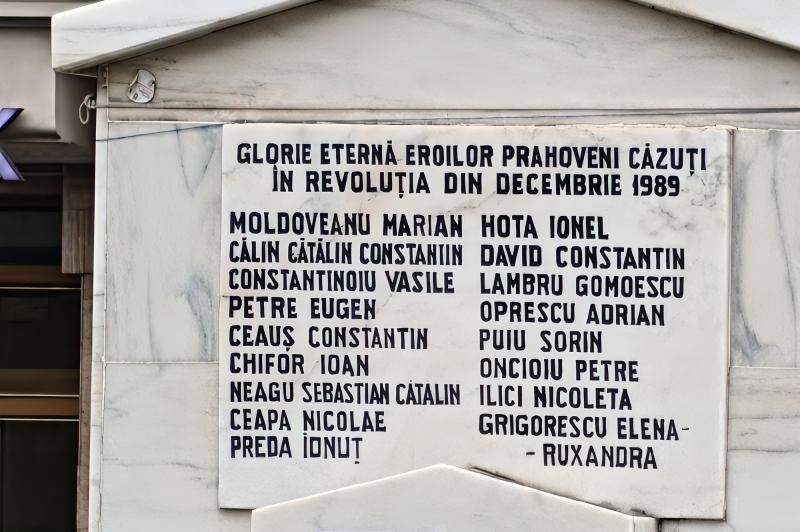 GLORIE ETERNĂ EROILOR PRAHOVENI CĂZUȚI
ÎN REVOLUȚIA DIN DECEMBRIE 1989
MOLDOVEANU MARIAN
CĂLIN CĂTĂLIN CONSTANTIIN
CONSTANTINOIU VASILE
PETRE EUGEN
CEAUȘ CONSTANTIN
CHIFOR IOAN
NEAGU SEBASTIAN CĂTĂLIN
CEAPA NICOLAE
PREDA IONUȚ
HOTA IONEL
DAVID CONSTANTIN
LAMBRU GOMOESCU
OPRESCU ADRIAN
PUIU SORIN
ONCIOIU PETRE
ILICI NICOLETA
GRIGORESCU ELENA-
-RUXANDRA